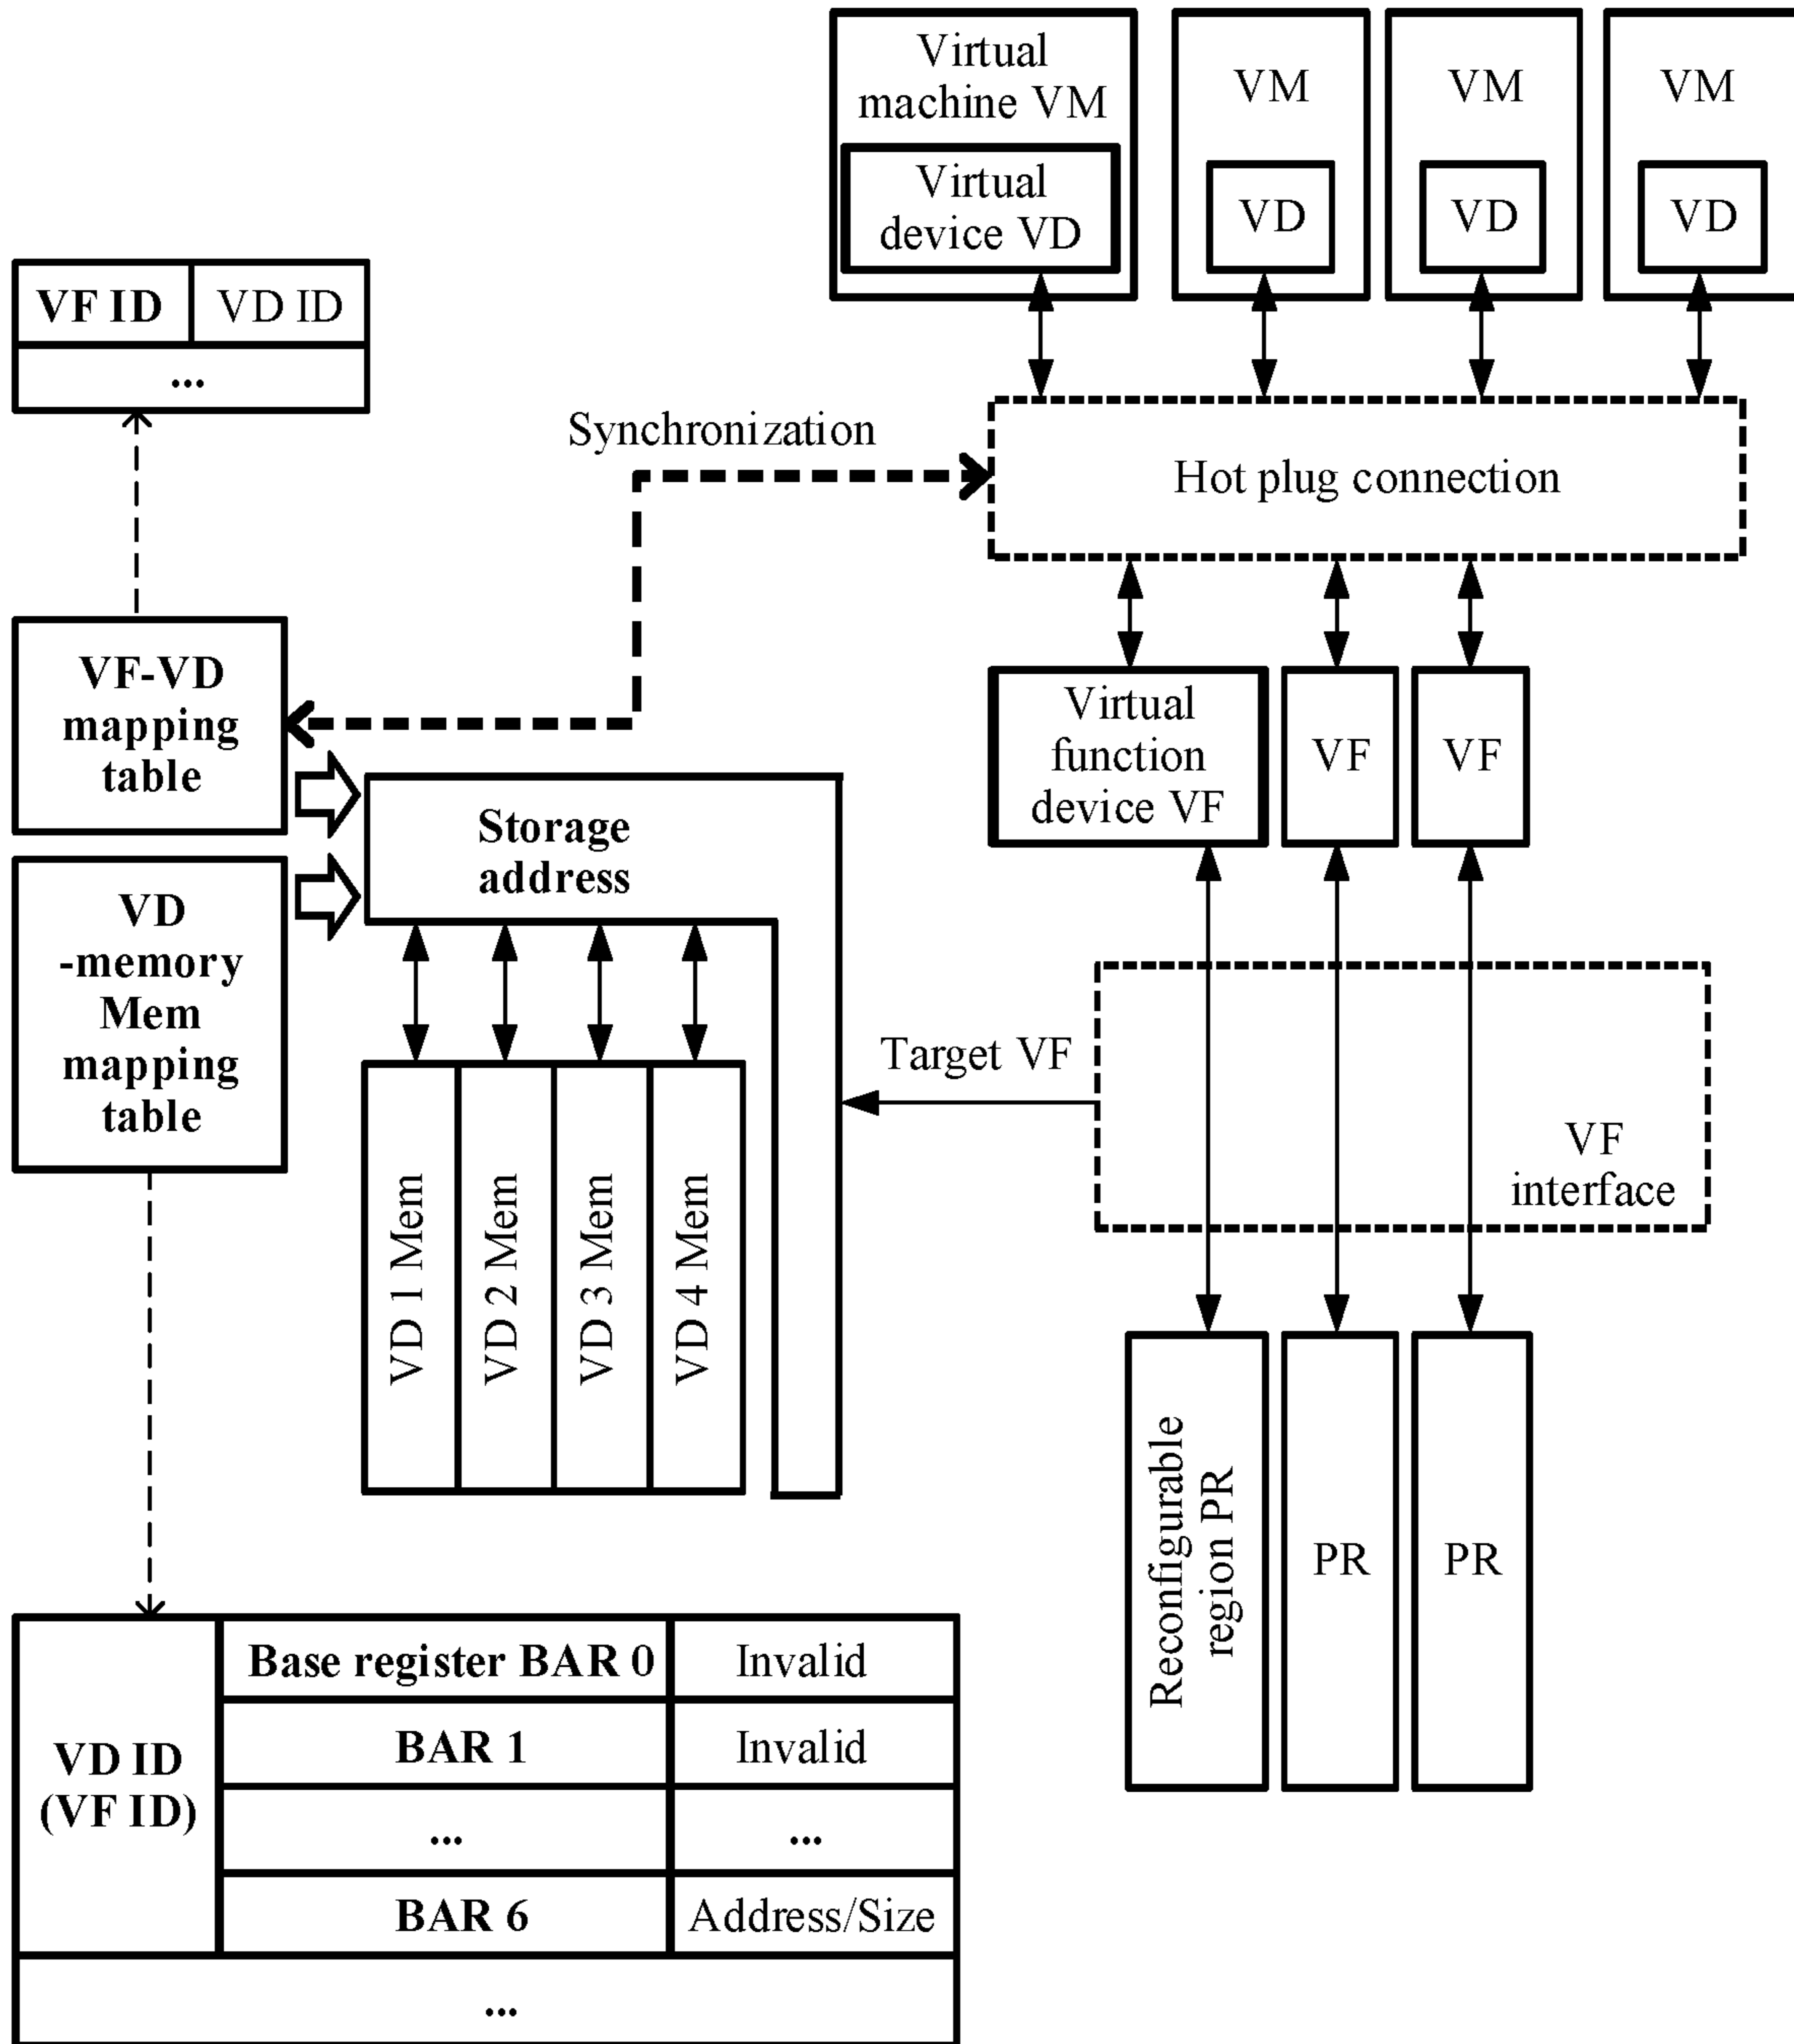 Virtual
machine VM
Virtual
device VD
VM
VD
VM
VD
VM
VD
VF ID VD ID
...
Synchronization
Hot plug connection
VF-VD
mapping
table
Virtual
function
device VF
VF
VF
Storage
address
VD
-memory
Mem
mapping
table
Target VF
VF
interface
VD 1 Mem
VD 2 Mem
VD 3 Mem
VD 4 Mem
Reconfigurable
region PR
PR
PR
VD ID
(VF ID)
Base register BAR 0 Invalid
BAR 1 Invalid
... ...
BAR 6 Address/Size
...